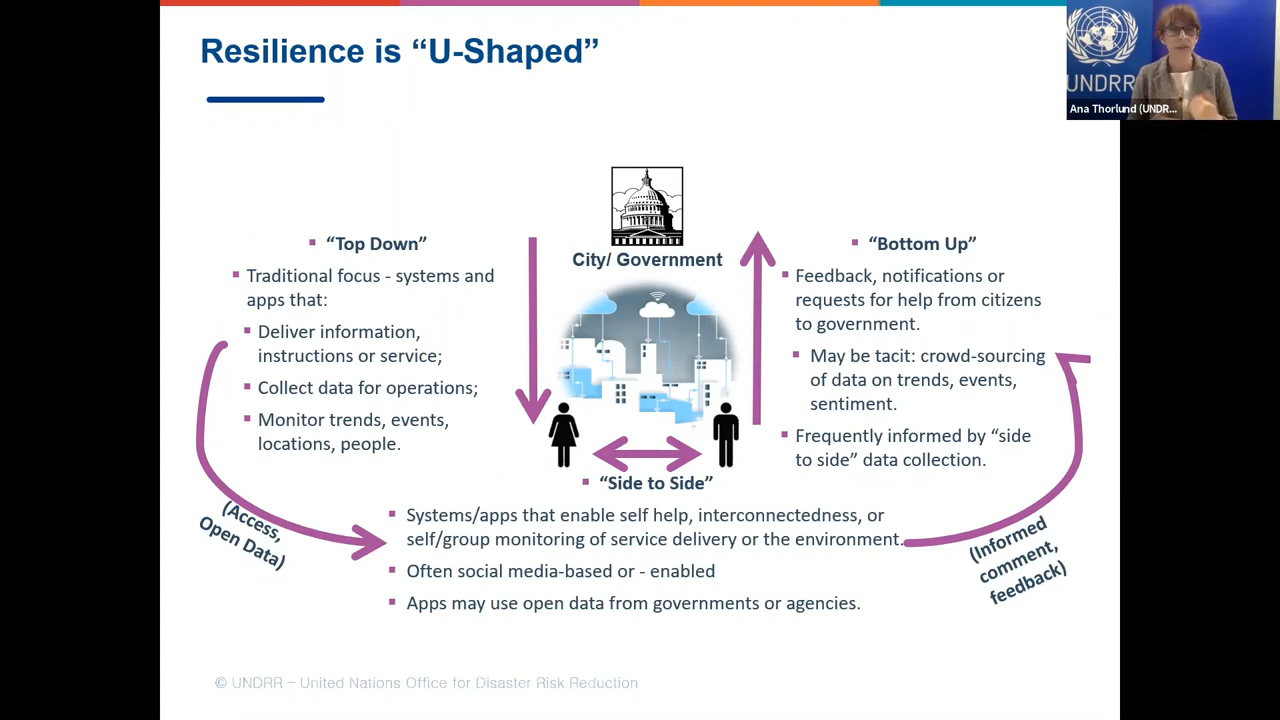 Resilience is “U-Shaped”
UNDRR
Ana Thorlund (UNDR...
City/ Government
▪ “Top Down”
▪ Traditional focus - systems and
apps that:
▪ Deliver information,
instructions or service;
▪ Collect data for operations;
▪ Monitor trends, events,
locations, people.
▪ “Bottom Up”
▪ Feedback, notifications or
requests for help from citizens
to government.
▪ May be tacit: crowd-sourcing
of data on trends, events,
sentiment.
▪ Frequently informed by “side
to side” data collection.
▪ “Side to Side”
▪ Systems/apps that enable self help, interconnectedness, or
self/group monitoring of service delivery or the environment.
▪ Often social media-based or - enabled
▪ Apps may use open data from governments or agencies.
(Access,
Open Data)
(Informed
comment,
feedback)
© UNDRR – United Nations Office for Disaster Risk Reduction